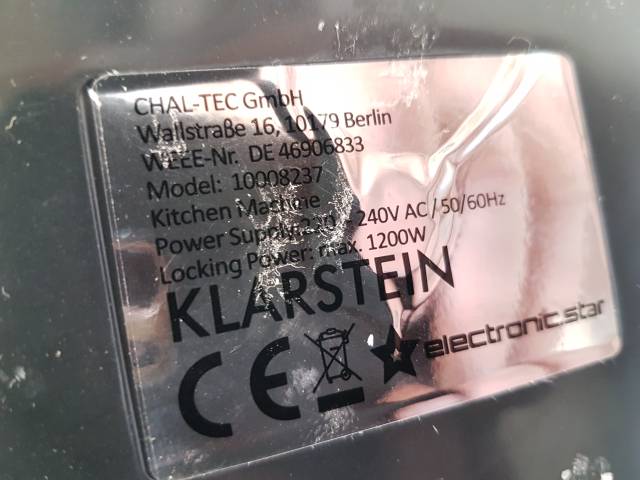 CHAL-TEC GmbH
Wallstraße 16, 10179 Berlin
WEEE-Nr. DE 46906833
Model: 10008237
Kitchen Machine
Power Supply: 220 - 240V AC / 50/60Hz
Locking Power: max. 1200W
KLARSTEIN
CE
electronic.star